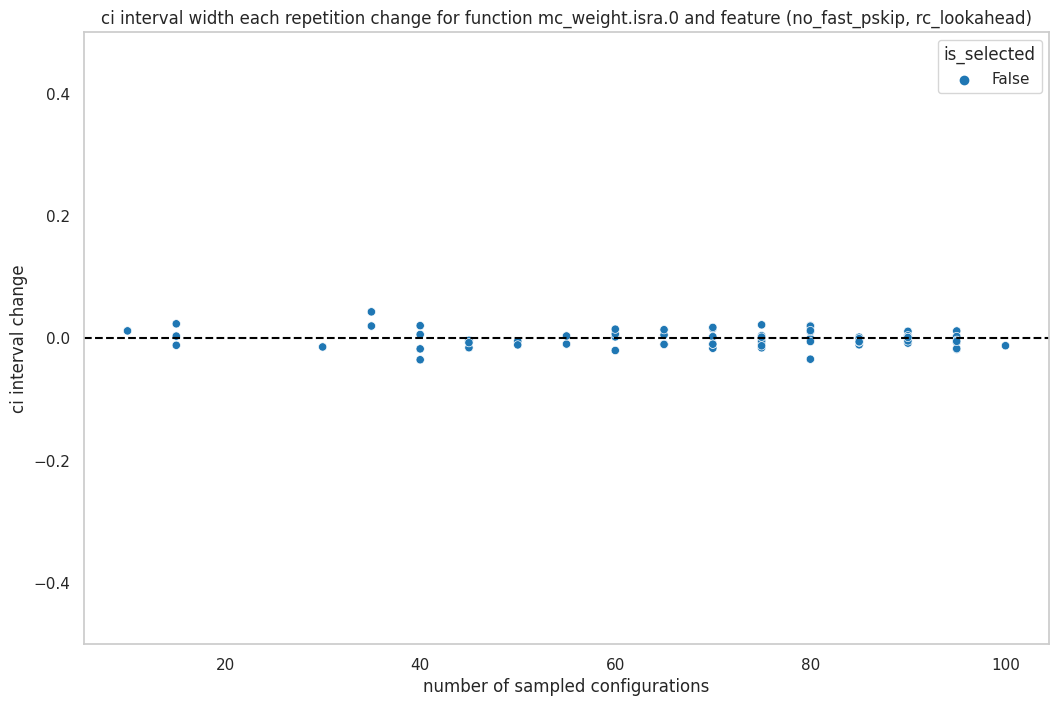 ci interval width each repetition change for function mc_weight.isra.0 and feature (no_fast_pskip, rc_lookahead)
is_selected
False
0.4
0.2
0.0
−0.2
−0.4
ci interval change
20
40
60
80
100
number of sampled configurations